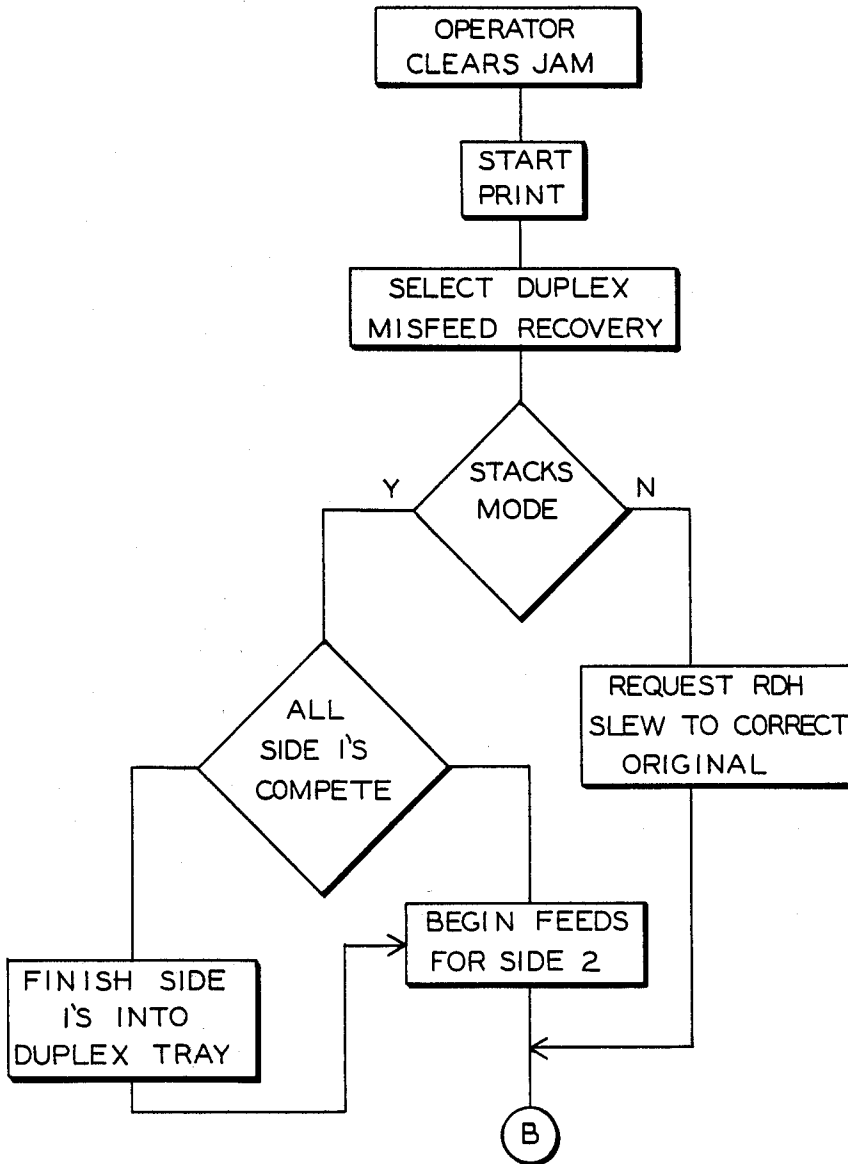 OPERATOR
CLEARS JAM
START
PRINT
SELECT DUPLEX
MISFEED RECOVERY
STACKS
MODE
Y
N
ALL
SIDE 1'S
COMPETE
REQUEST RDH
SLEW TO CORRECT
ORIGINAL
BEGIN FEEDS
FOR SIDE 2
FINISH SIDE
1'S INTO
DUPLEX TRAY
B